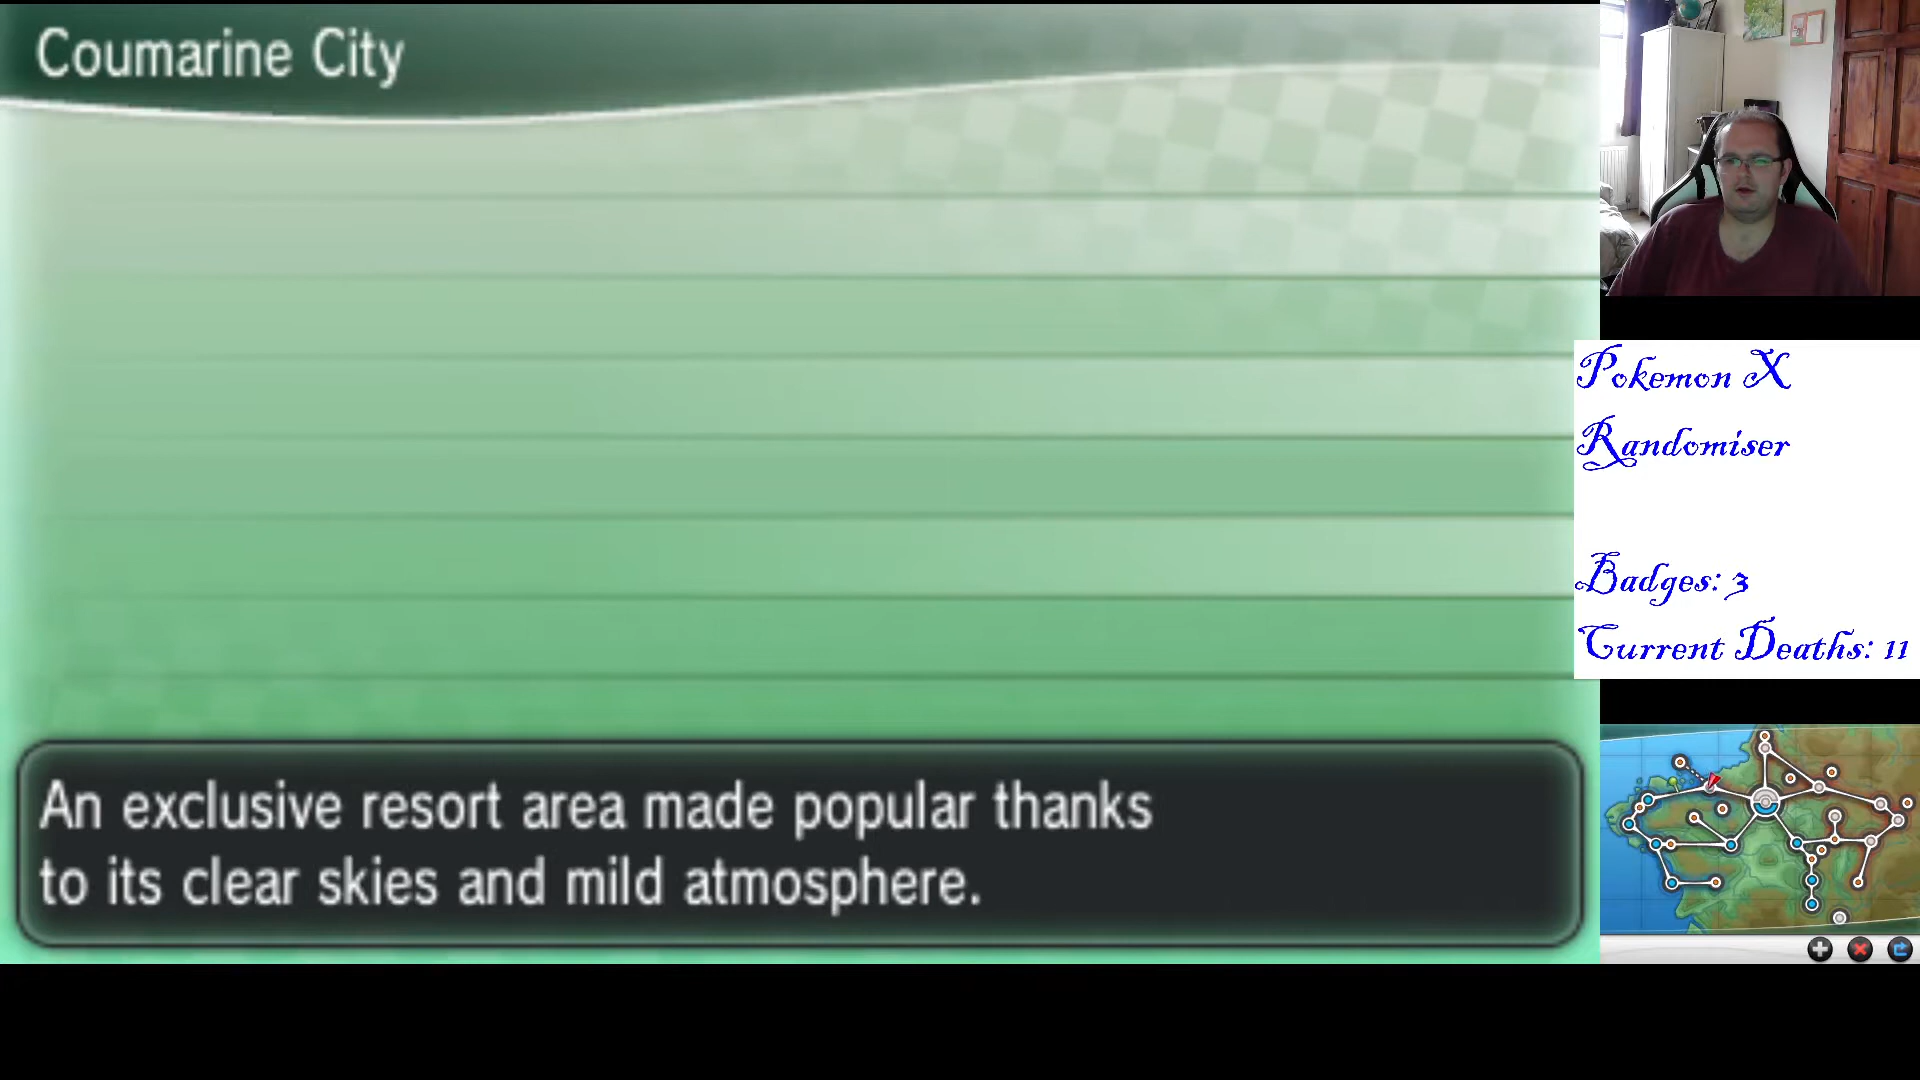 Coumarine City
An exclusive resort area made popular thanks
to its clear skies and mild atmosphere.
Pokemon X
Randomiser
Badges: 3
Current Deaths: 11